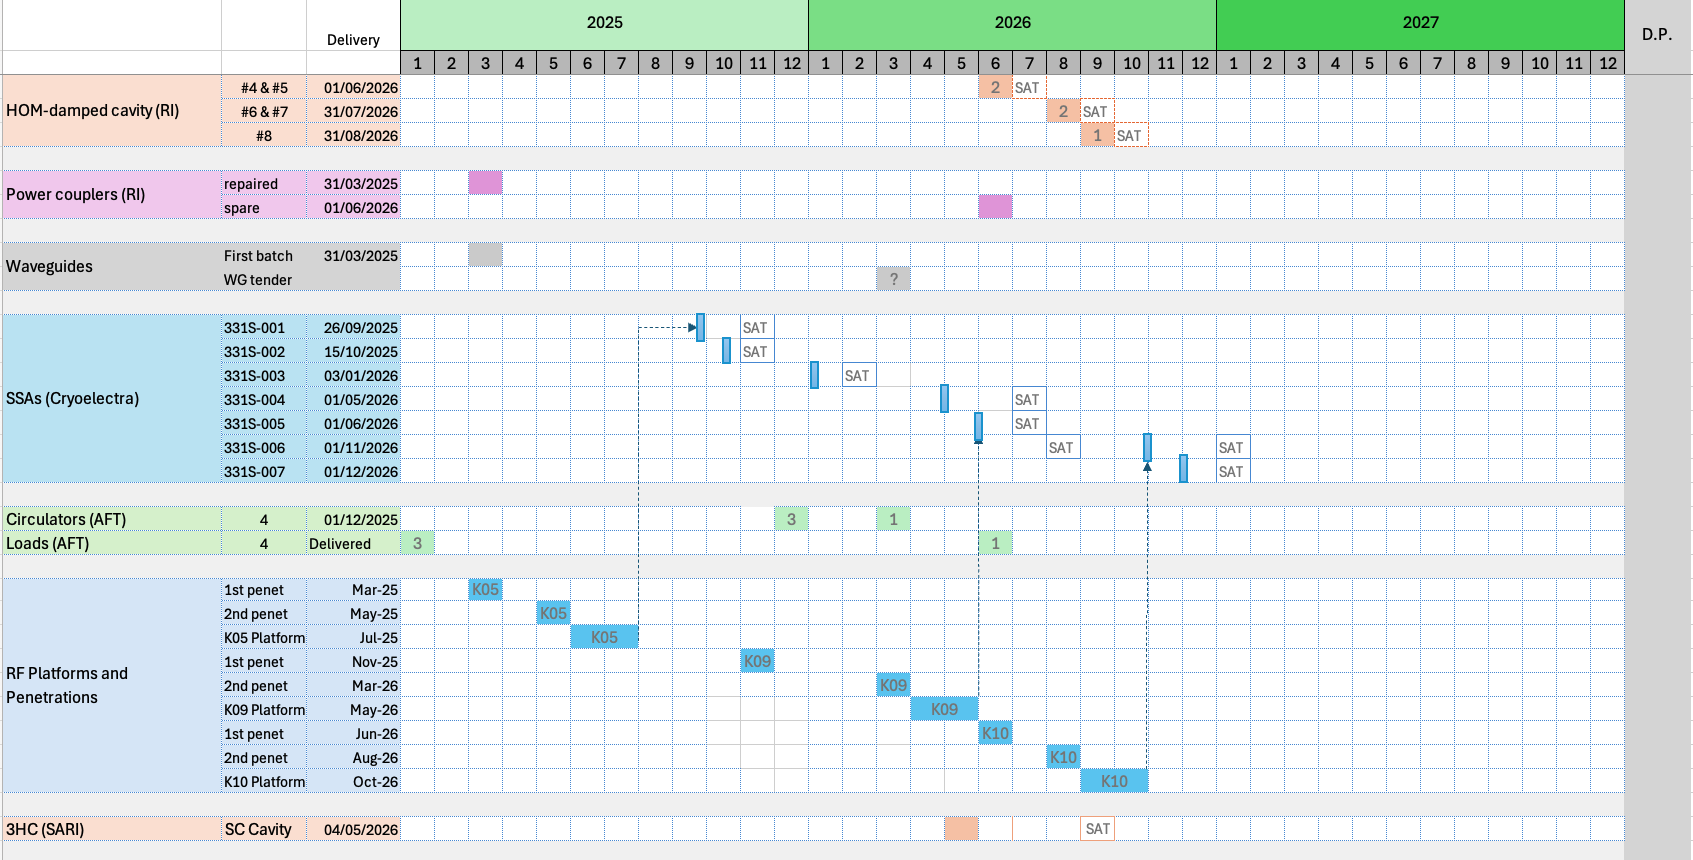 2025 2026 2027 D.P.
Delivery
1 2 3 4 5 6 7 8 9 10 11 12 1 2 3 4 5 6 7 8 9 10 11 12 1 2 3 4 5 6 7 8 9 10 11 12
HOM-damped cavity (RI)
#4 & #5 01/06/2026 2 SAT
#6 & #7 31/07/2026 2 SAT
#8 31/08/2026 1 SAT
Power couplers (RI)
repaired 31/03/2025
spare 01/06/2026
Waveguides
First batch 31/03/2025
WG tender ?
SSAs (Cryoelectra)
331S-001 26/09/2025 SAT
331S-002 15/10/2025 SAT
331S-003 03/01/2026 SAT
331S-004 01/05/2026 SAT
331S-005 01/06/2026 SAT
331S-006 01/11/2026 SAT SAT
331S-007 01/12/2026 SAT
Circulators (AFT) 4 01/12/2025 3 1
Loads (AFT) 4 Delivered 3 1
RF Platforms and
Penetrations
1st penet Mar-25 K05
2nd penet May-25 K05
K05 Platform Jul-25 K05
1st penet Nov-25 K09
2nd penet Mar-26 K09
K09 Platform May-26 K09
1st penet Jun-26 K10
2nd penet Aug-26 K10
K10 Platform Oct-26 K10
3HC (SARI) SC Cavity 04/05/2026 SAT